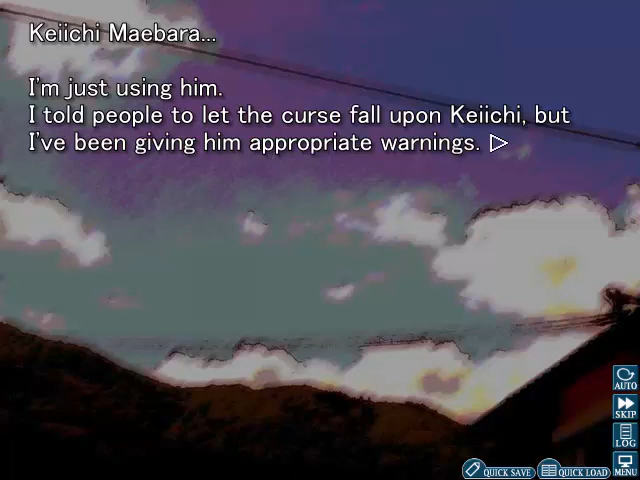 Keiichi Maebara...
I'm just using him.
I told people to let the curse fall upon Keiichi, but
I've been giving him appropriate warnings.
AUTO
SKIP
LOG
MENU
QUICK SAVE
QUICK LOAD